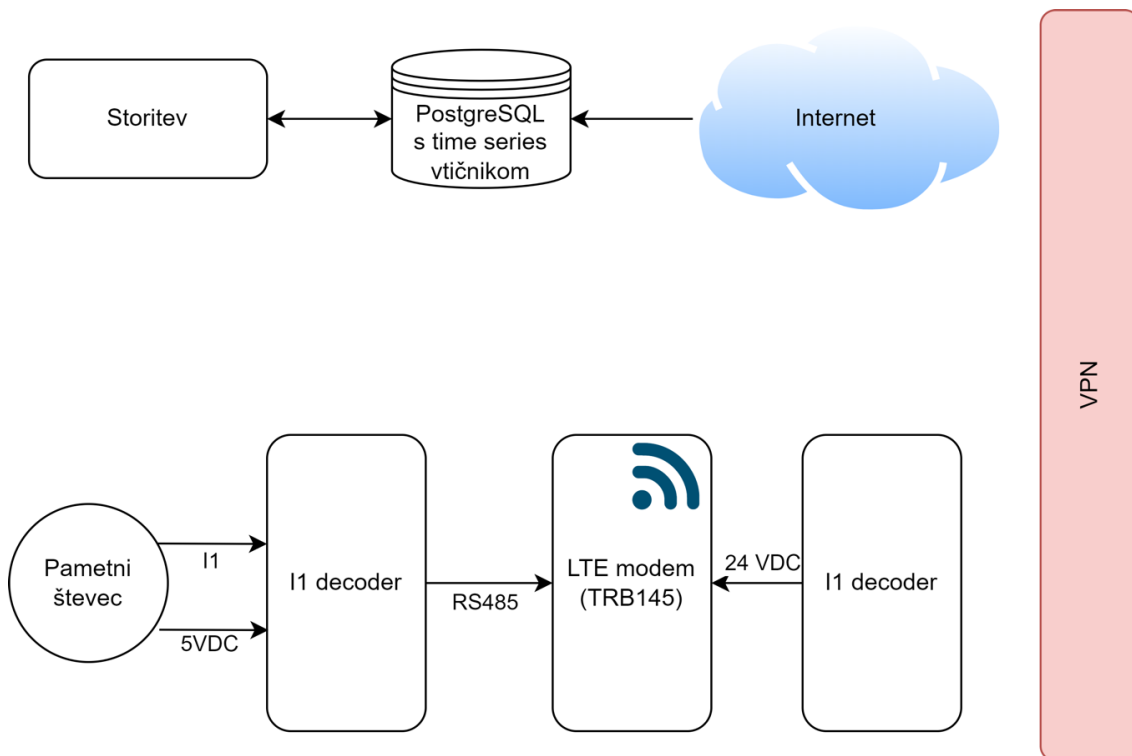 Storitev
PostgreSQL
s time series
vtičnikom
Internet
VPN
Pametni
števec
I1
5VDC
I1 decoder
RS485
LTE modem
(TRB145)
24 VDC
I1 decoder